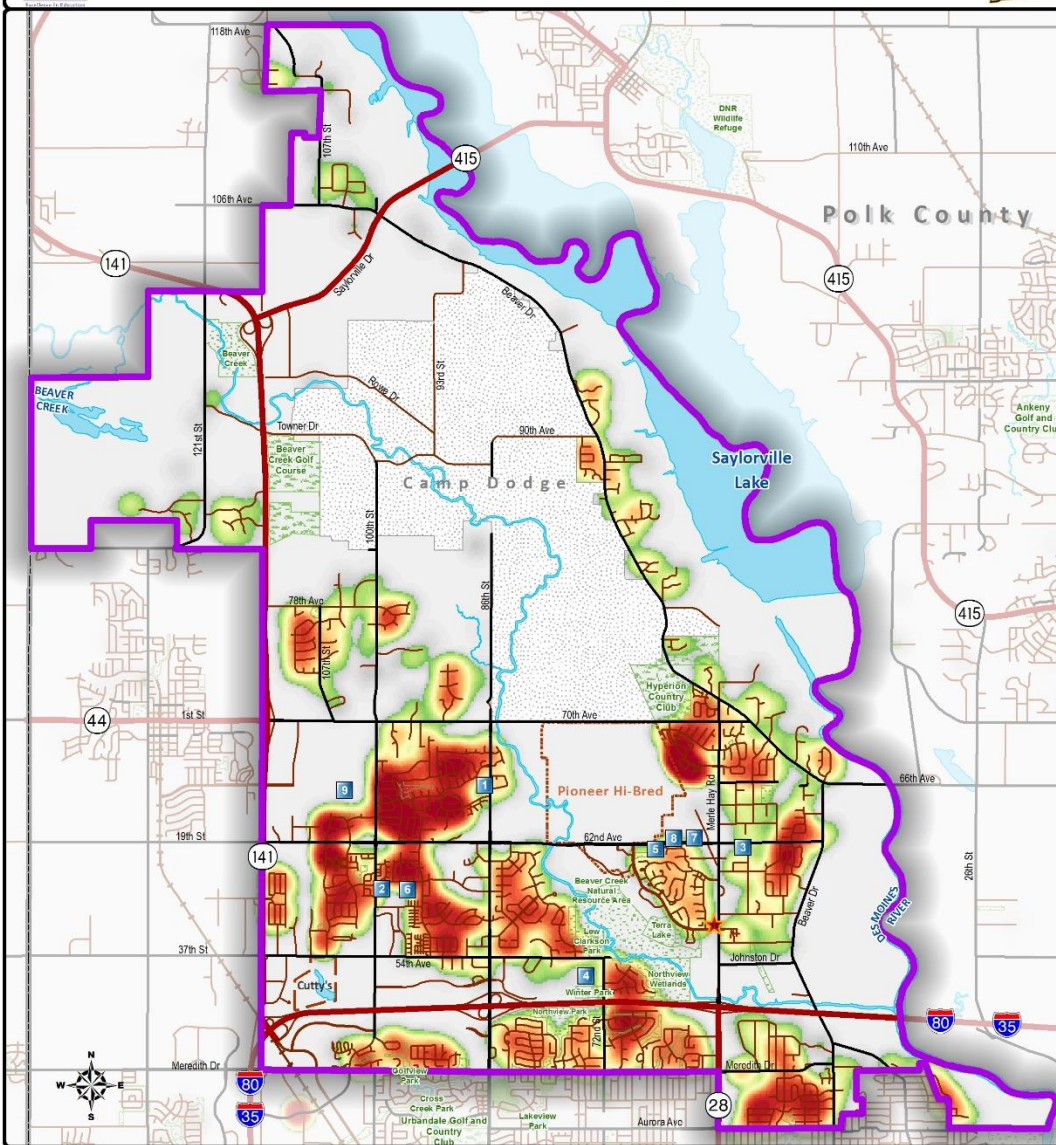 Excellence in Education
118th Ave
107th St
415
DNR
Wildlife
Refuge
110th Ave
106th Ave
Polk County
141
Saylorville Dr
415
Beaver Dr
Beaver
Creek
BEAVER
CREEK
121st St
Rowe Dr
93rd St
Towner Dr
90th Ave
Ankeny
Golf and
Country Clu
Beaver
Creek Golf
Course
Camp Dodge
Saylorville
Lake
100th St
86th St
78th Ave
107th St
415
Hyperion
Country
Club
44
1st St
70th Ave
66th Ave
9
1
Pioneer Hi-Bred
Merle Hay Rd
19th St
62nd Ave
8
7
5
3
141
26th St
2
6
Beaver Creek
Natural
Resource Area
Beaver Dr
DES MOINES
RIVER
Lew
Clarkson
Park
Terra
Lake
37th St
54th Ave
Johnston Dr
Cutty's
4
Winter Park
Northview
Wetlands
Northview Park
72nd St
80
35
N
W
E
S
Meredith Dr
Meredith Dr
80
35
Golfview
Park
Cross
Creek Park
Urbandale Golf and
Country
Club
Lakeview
Park
28
Aurora Ave